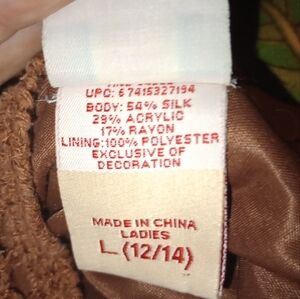 UPC: 67415327194
BODY: 54% SILK
29% ACRYLIC
17% RAYON
LINING: 100% POLYESTER
EXCLUSIVE OF
DECORATION
MADE IN CHINA
LADIES
L (12/14)